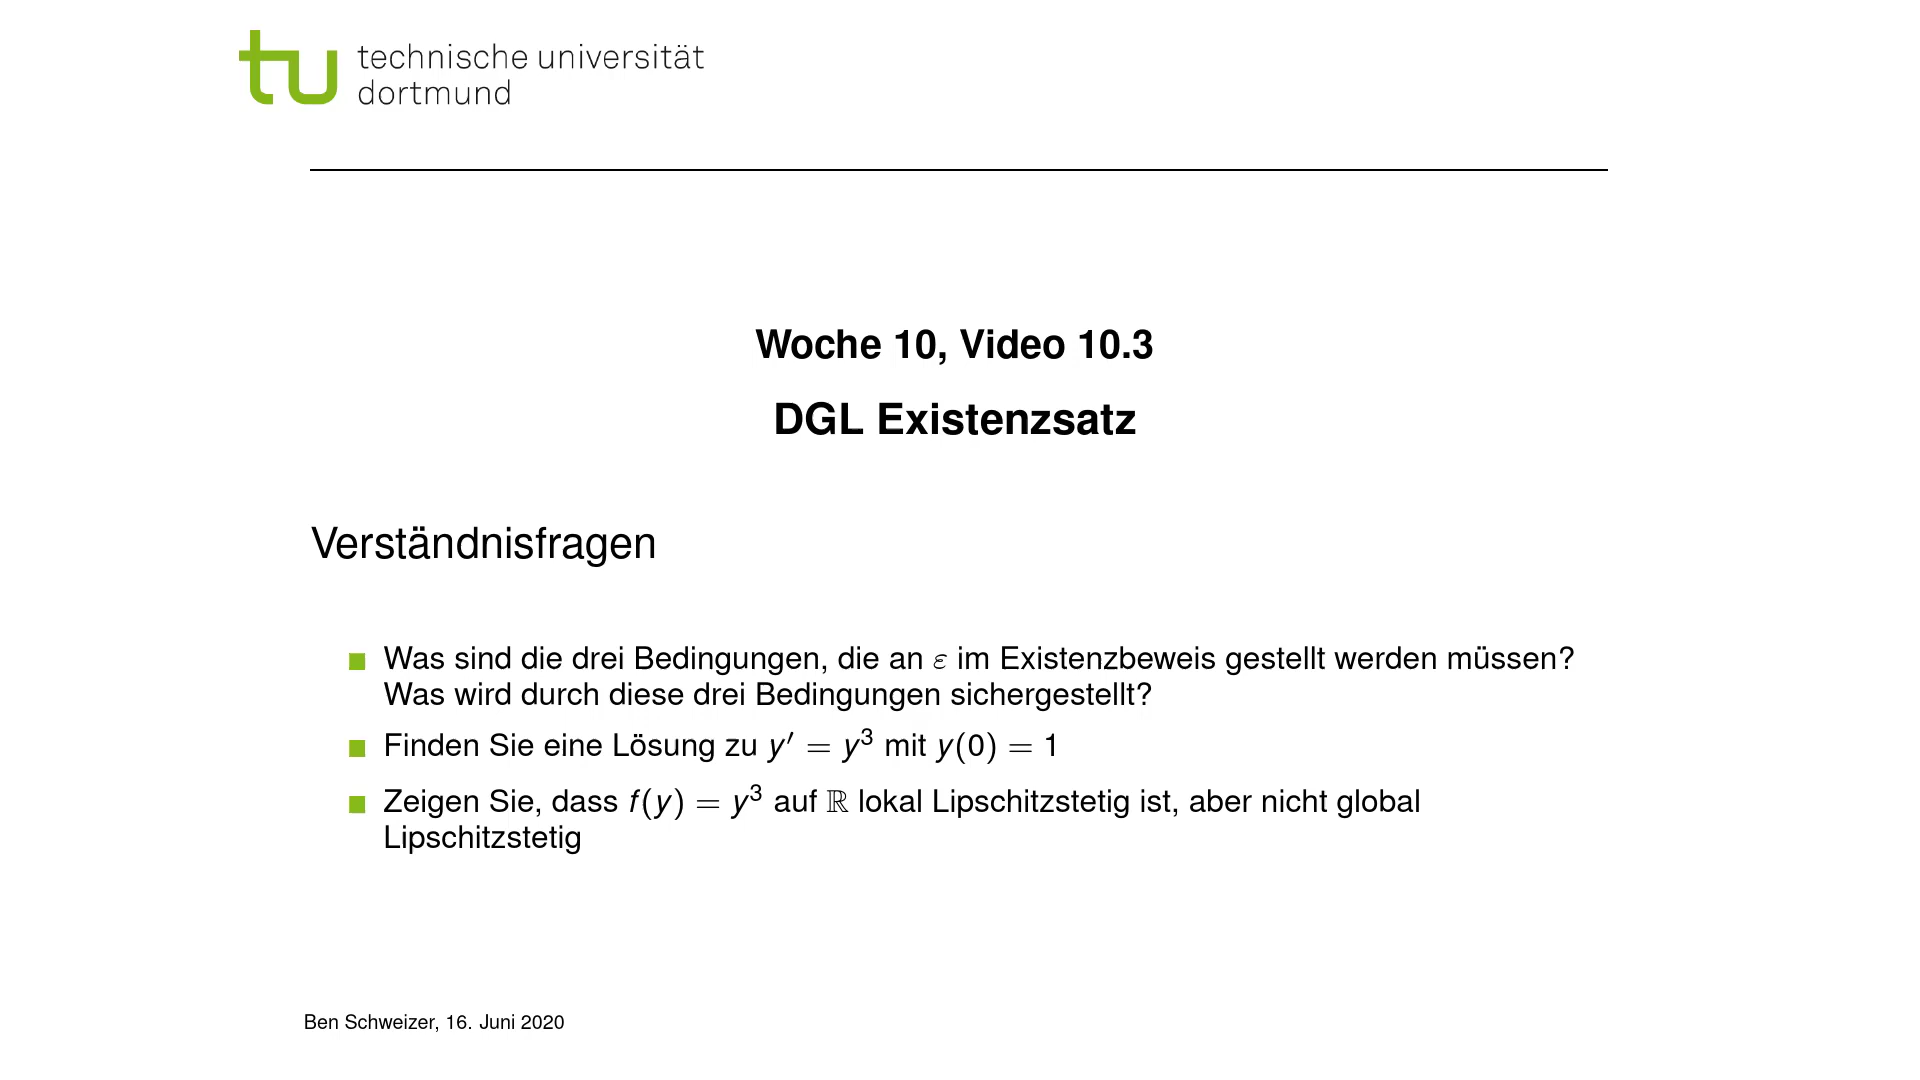 technische universität
dortmund
Woche 10, Video 10.3
DGL Existenzsatz
Verständnisfragen
Was sind die drei Bedingungen, die an ε im Existenzbeweis gestellt werden müssen?
Was wird durch diese drei Bedingungen sichergestellt?
Finden Sie eine Lösung zu y′ = y³ mit y(0) = 1
Zeigen Sie, dass f(y) = y³ auf ℝ lokal Lipschitzstetig ist, aber nicht global
Lipschitzstetig
Ben Schweizer, 16. Juni 2020